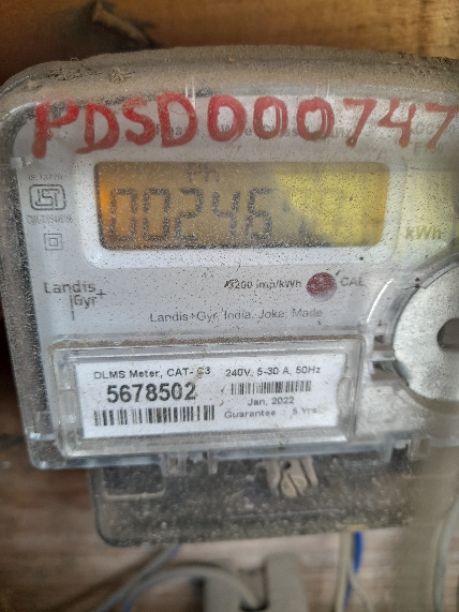 PDSD000747
Ph
00246
kWh
Landis
Gyr+
3200 imp/kWh CAL
Landis+Gyr, India, Joka, Made
DLMS Meter, CAT- C3 240V, 5-30 A, 50Hz
5678502
Jan, 2022
Guarantee 5 Yrs